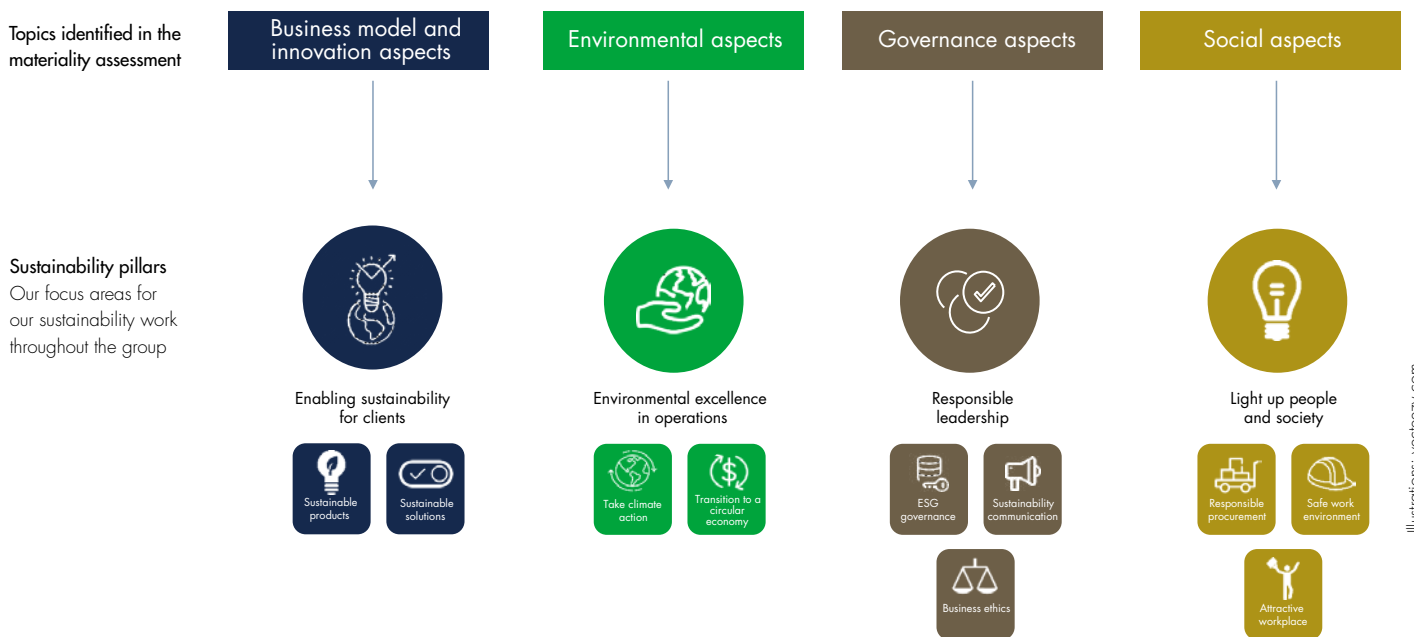 Topics identified in the
materiality assessment
Business model and
innovation aspects
Environmental aspects
Governance aspects
Social aspects
Sustainability pillars
Our focus areas for
our sustainability work
throughout the group
Enabling sustainability
for clients
Sustainable
products
Sustainable
solutions
Environmental excellence
in operations
Take climate
action
Transition to a
circular
economy
Responsible
leadership
ESG
governance
Sustainability
communication
Business ethics
Light up people
and society
Responsible
procurement
Safe work
environment
Attractive
workplace
Illustrations: vecteezy.com